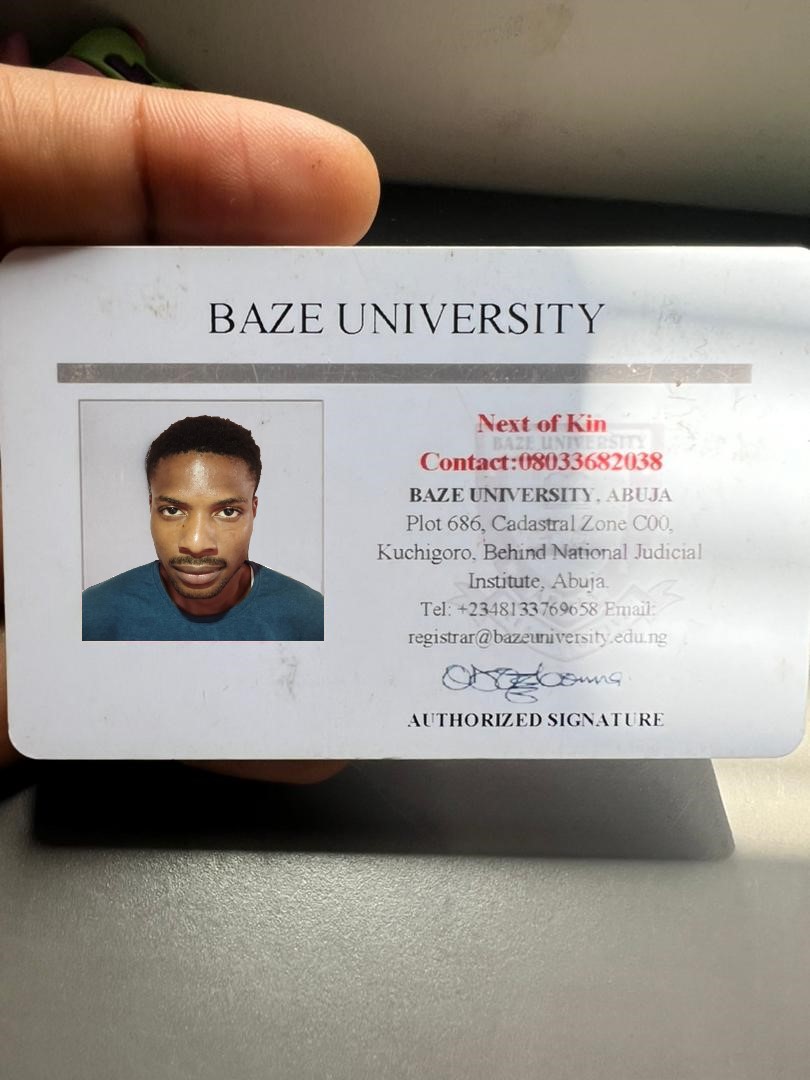 BAZE UNIVERSITY
Next of Kin
BAZE UNIVERSITY
Contact:08033682038
BAZE UNIVERSITY, ABUJA
Plot 686, Cadastral Zone C00,
Kuchigoro, Behind National Judicial
Institute, Abuja.
Tel: +2348133769658 Email:
registrar@bazeuniversity.edu.ng
AUTHORIZED SIGNATURE